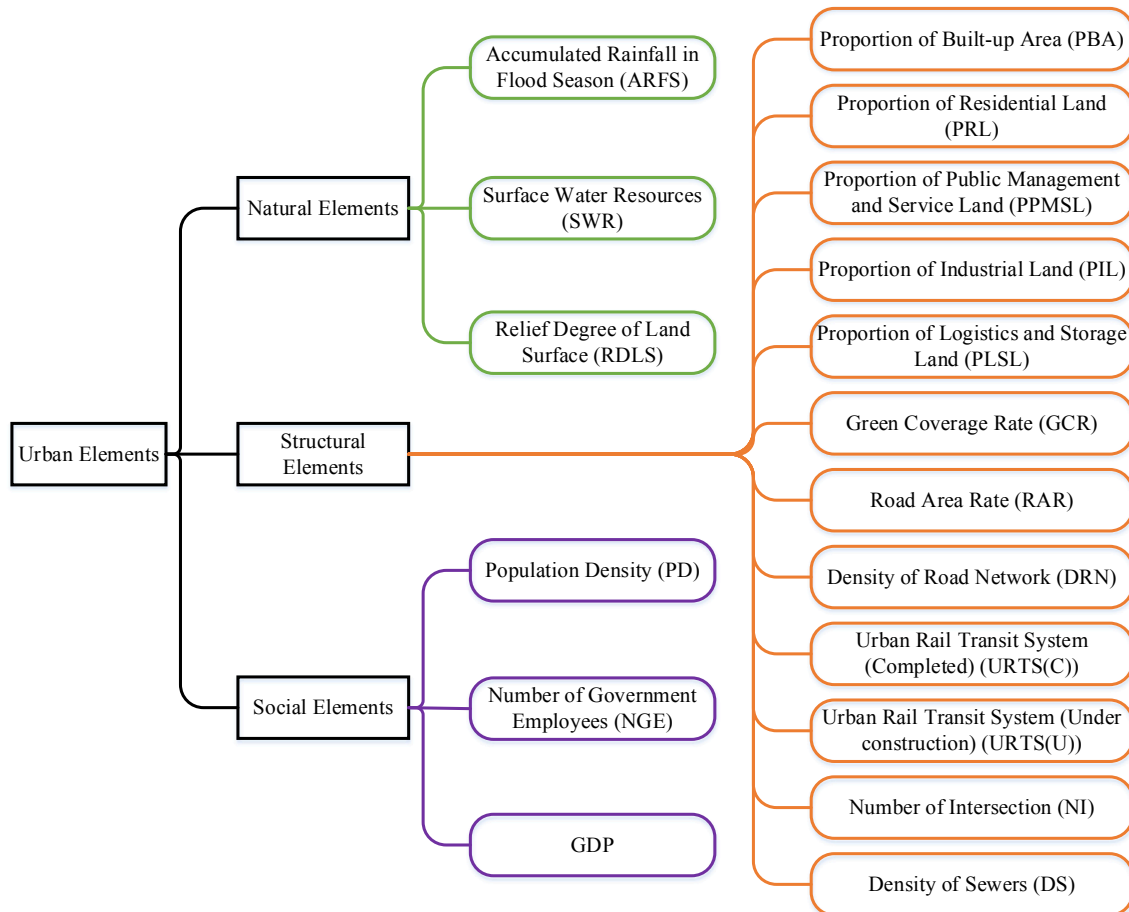 Urban Elements
Natural Elements
Structural
Elements
Social Elements
Accumulated Rainfall in
Flood Season (ARFS)
Surface Water Resources
(SWR)
Relief Degree of Land
Surface (RDLS)
Population Density (PD)
Number of Government
Employees (NGE)
GDP
Proportion of Built-up Area (PBA)
Proportion of Residential Land
(PRL)
Proportion of Public Management
and Service Land (PPMSL)
Proportion of Industrial Land (PIL)
Proportion of Logistics and Storage
Land (PLSL)
Green Coverage Rate (GCR)
Road Area Rate (RAR)
Density of Road Network (DRN)
Urban Rail Transit System
(Completed) (URTS(C))
Urban Rail Transit System (Under
construction) (URTS(U))
Number of Intersection (NI)
Density of Sewers (DS)